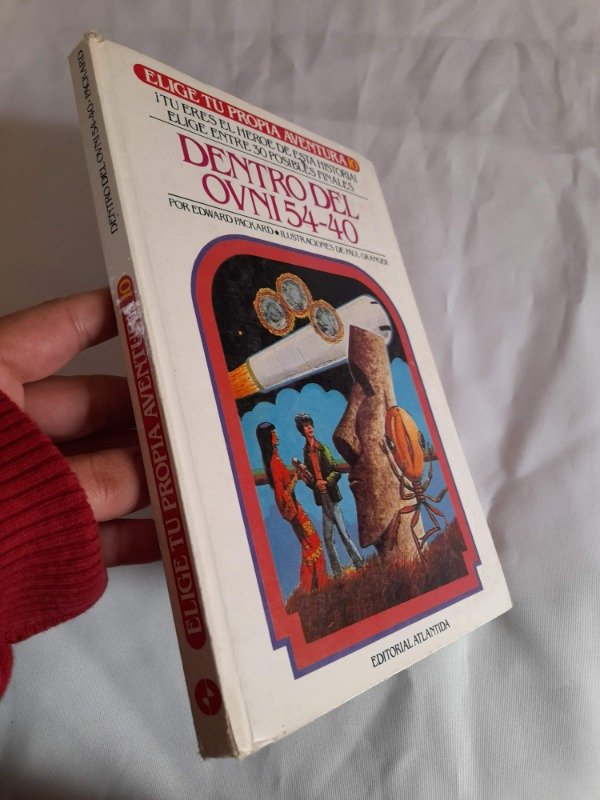 ELIGE TU PROPIA AVENTURA 10
¡TU ERES EL HEROE DE ESTA HISTORIA!
ELIGE ENTRE 30 POSIBLES FINALES
DENTRO DEL
OVNI 54-40
POR EDWARD PACKARD • ILUSTRACIONES DE PAUL GRANGER
EDITORIAL ATLANTIDA
DENTRO DEL OVNI 54-40 • PACKARD
ELIGE TU PROPIA AVENTURA 10